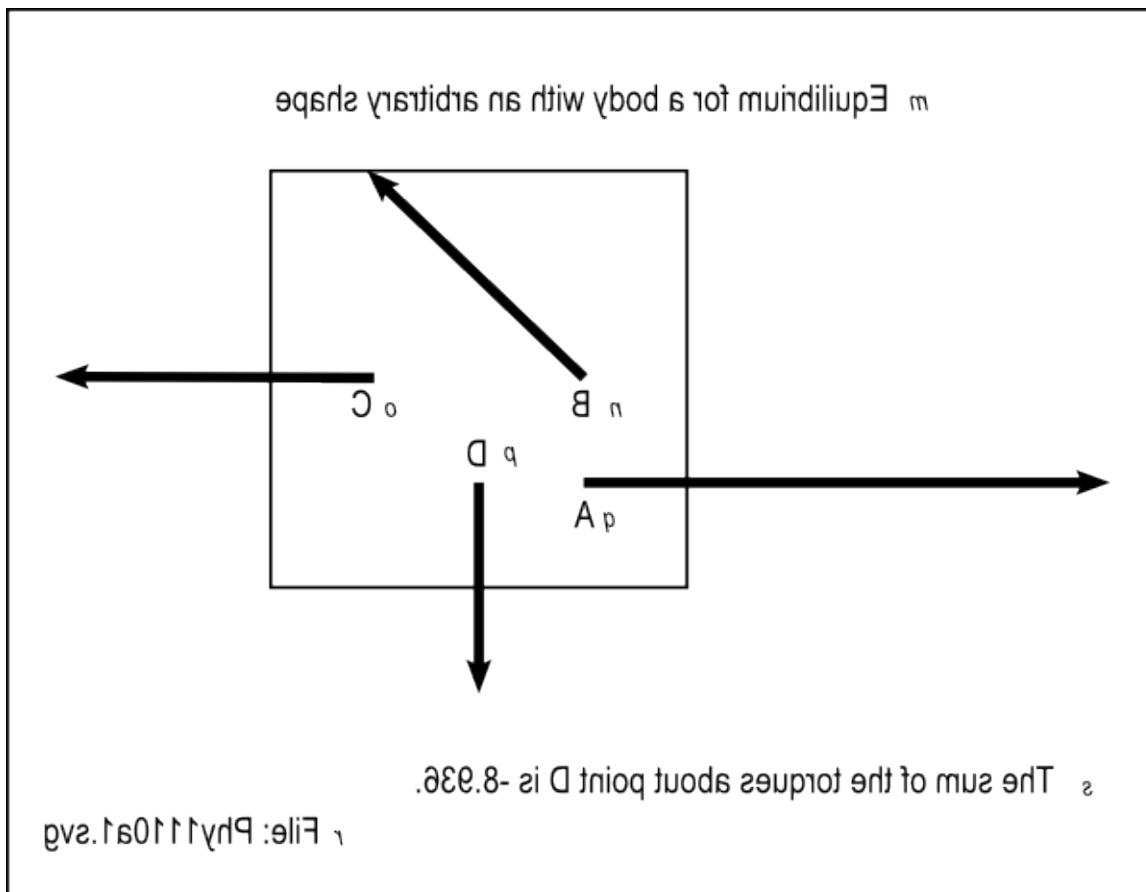 m Equilibrium for a body with an arbitrary shape
n B
o C
p D
q A
s The sum of the torques about point D is -8.936.
r File: Phy1110a1.svg